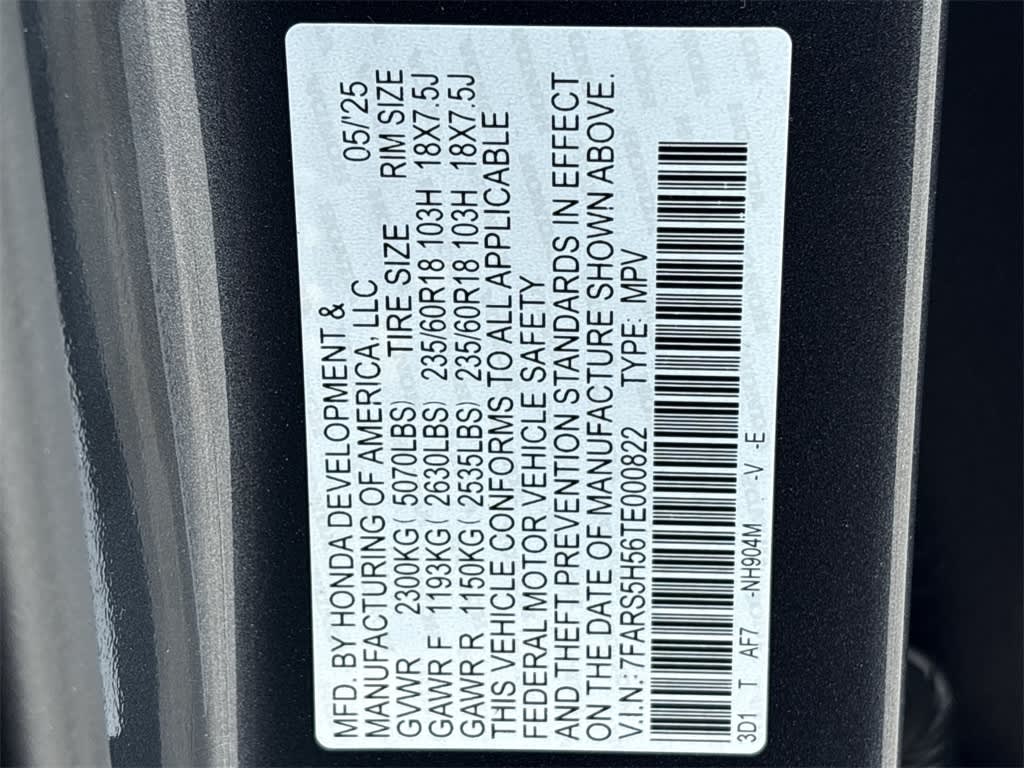 MFD. BY HONDA DEVELOPMENT &
MANUFACTURING OF AMERICA, LLC 05/'25
GVWR 2300KG ( 5070LBS) TIRE SIZE RIM SIZE
GAWR F 1193KG ( 2630LBS) 235/60R18 103H 18X7.5J
GAWR R 1150KG ( 2535LBS) 235/60R18 103H 18X7.5J
THIS VEHICLE CONFORMS TO ALL APPLICABLE
FEDERAL MOTOR VEHICLE SAFETY
AND THEFT PREVENTION STANDARDS IN EFFECT
ON THE DATE OF MANUFACTURE SHOWN ABOVE.
V.I.N.: 7FARS5H56TE000822 TYPE: MPV
3D1 T AF7 -NH904M -V -E